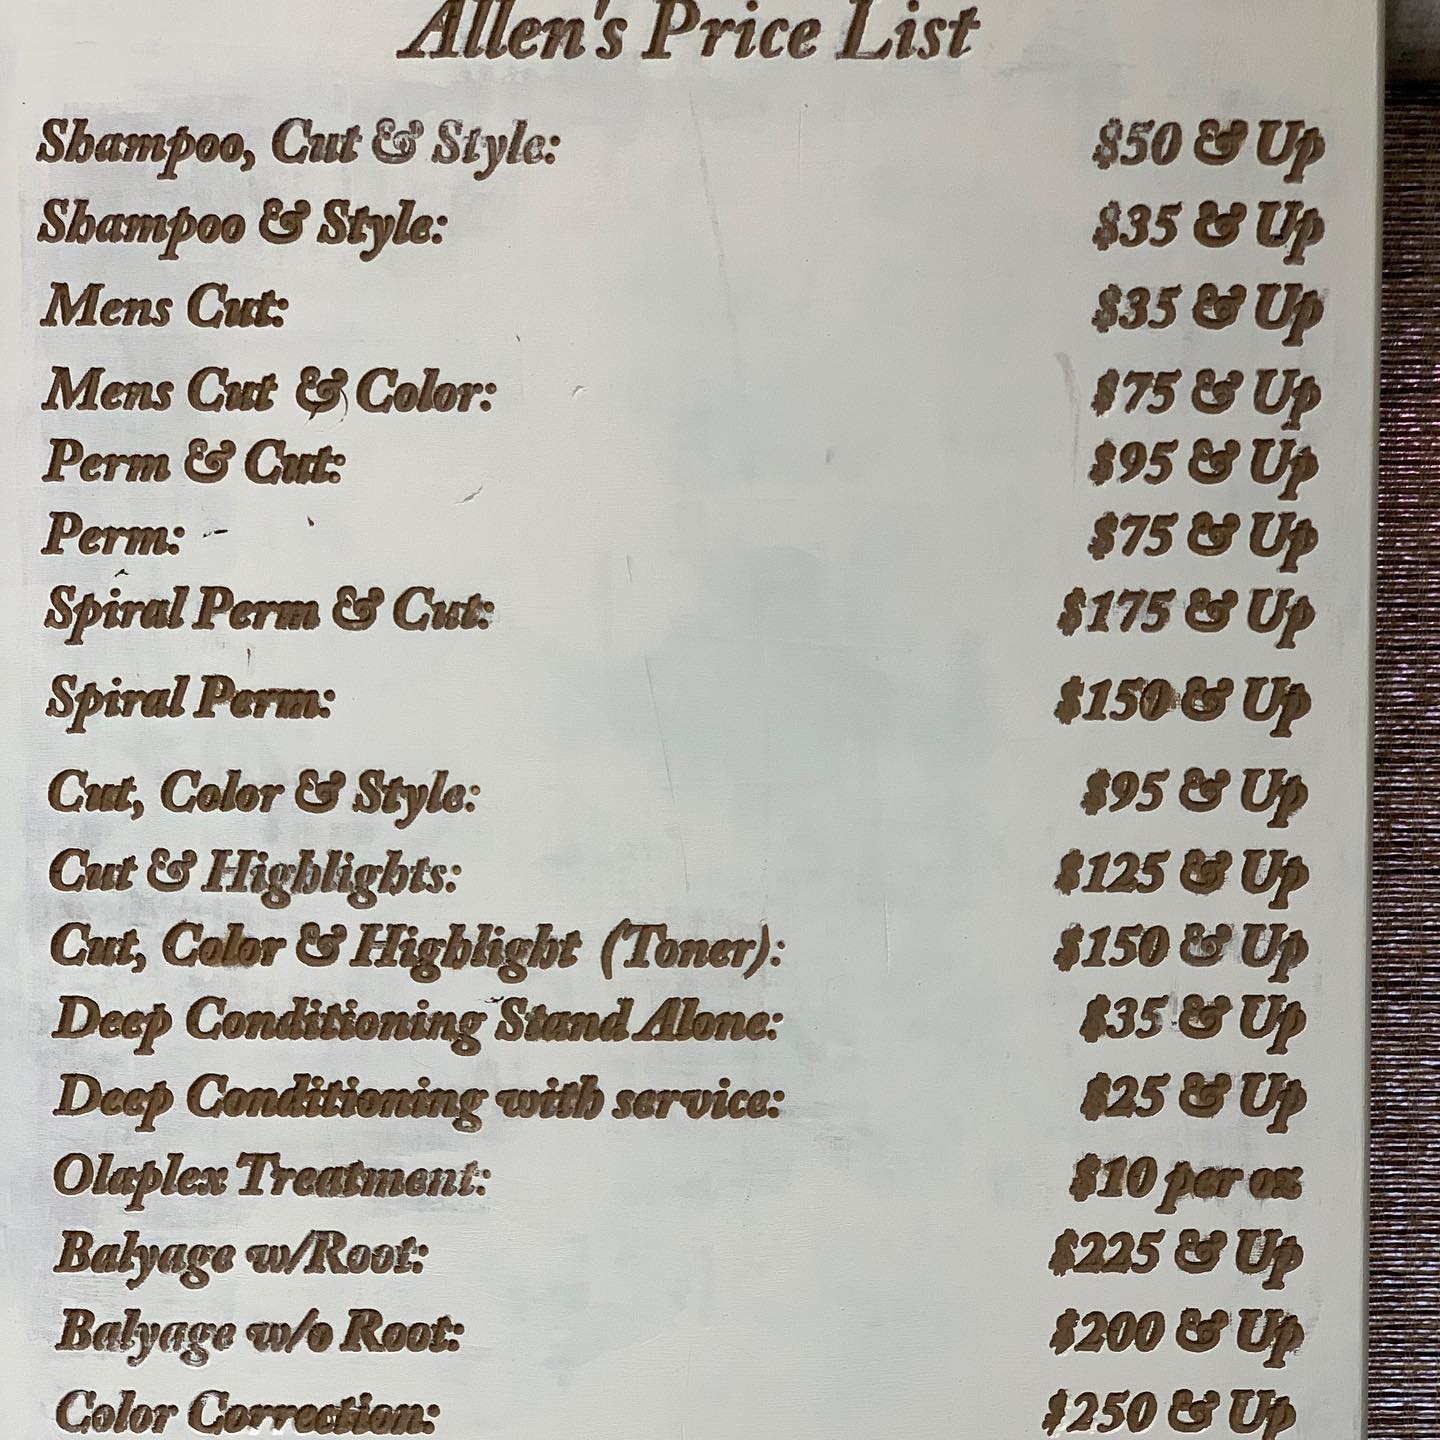 Allen's Price List
Shampoo, Cut & Style: $50 & Up
Shampoo & Style: $35 & Up
Mens Cut: $35 & Up
Mens Cut & Color: $75 & Up
Perm & Cut: $95 & Up
Perm: $75 & Up
Spiral Perm & Cut: $175 & Up
Spiral Perm: $150 & Up
Cut, Color & Style: $95 & Up
Cut & Highlights: $125 & Up
Cut, Color & Highlight (Toner): $150 & Up
Deep Conditioning Stand Alone: $35 & Up
Deep Conditioning with service: $25 & Up
Olaplex Treatment: $10 per oz
Balyage w/Root: $225 & Up
Balyage w/o Root: $200 & Up
Color Correction: $250 & Up